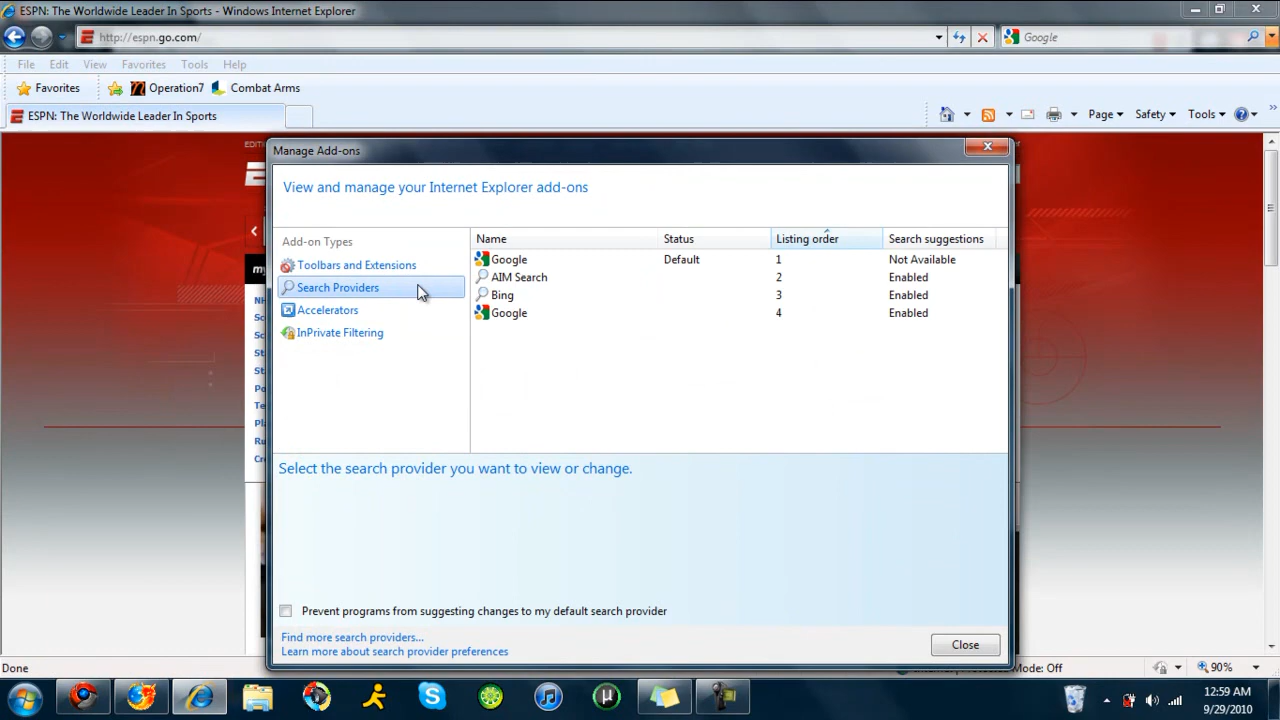 ESPN: The Worldwide Leader In Sports - Windows Internet Explorer
http://espn.go.com/
Google
File Edit View Favorites Tools Help
Favorites Operation7 Combat Arms
ESPN: The Worldwide Leader In Sports
Page Safety Tools
Manage Add-ons
View and manage your Internet Explorer add-ons
Add-on Types
Toolbars and Extensions
Search Providers
Accelerators
InPrivate Filtering
Name Status Listing order Search suggestions
Google Default 1 Not Available
AIM Search 2 Enabled
Bing 3 Enabled
Google 4 Enabled
Select the search provider you want to view or change.
Prevent programs from suggesting changes to my default search provider
Find more search providers...
Learn more about search provider preferences
Close
Done
Mode: Off
90%
12:59 AM
9/29/2010